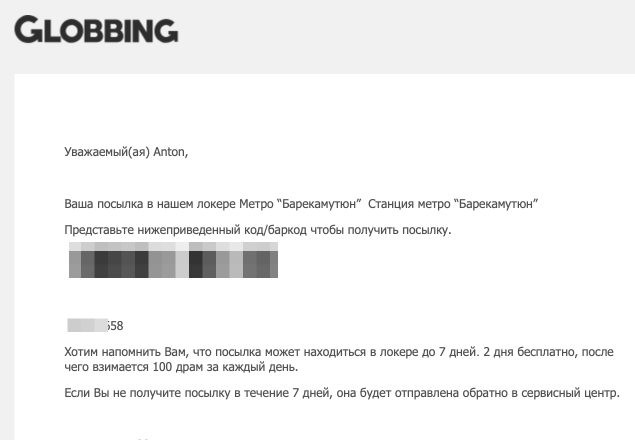 GLOBBING
Уважаемый(ая) Anton,
Ваша посылка в нашем локере Метро “Барекамутюн” Станция метро “Барекамутюн”
Представьте нижеприведенный код/баркод чтобы получить посылку.
558
Хотим напомнить Вам, что посылка может находиться в локере до 7 дней. 2 дня бесплатно, после
чего взимается 100 драм за каждый день.
Если Вы не получите посылку в течение 7 дней, она будет отправлена обратно в сервисный центр.